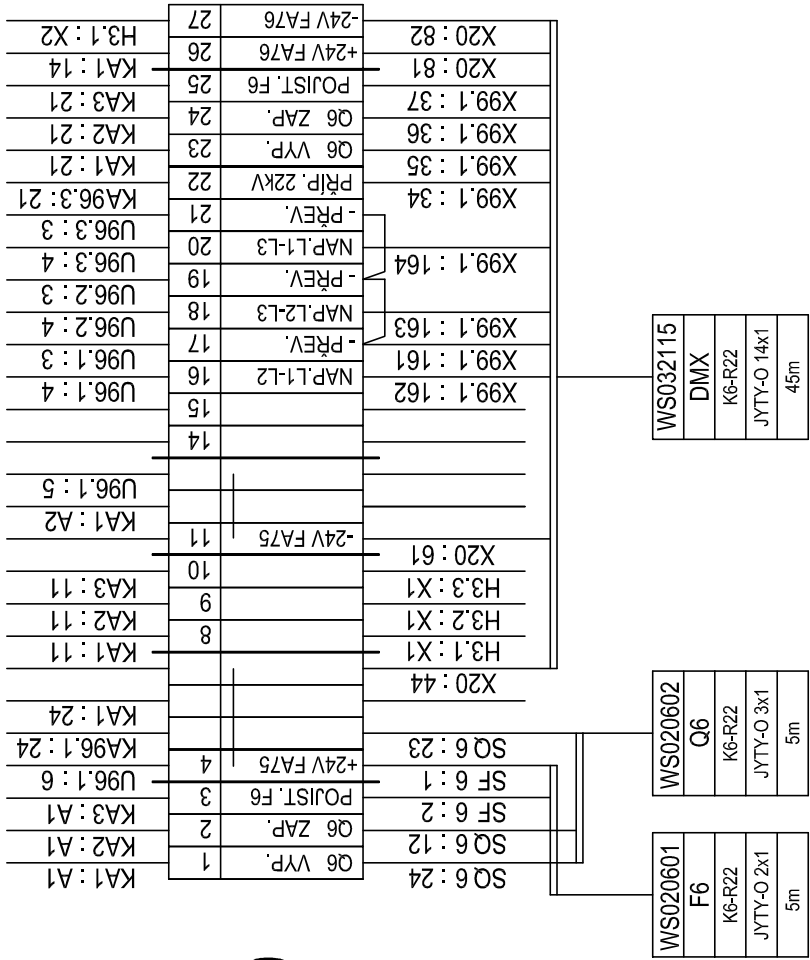 SQ 6 : 24 Q6 VYP. 1 KA1 : A1
SQ 6 : 12 Q6 ZAP. 2 KA2 : A1
SF 6 : 2 POJIST. F6 3 KA3 : A1
SF 6 : 1 +24V FA75 4 U96.1 : 6
SQ 6 : 23 KA96.1 : 24
KA1 : 24
X20 : 44
H3.1 : X1 8 KA1 : 11
H3.2 : X1 9 KA2 : 11
H3.3 : X1 10 KA3 : 11
X20 : 61 -24V FA75 11
KA1 : A2
U96.1 : 5
14
15
X99.1 : 162 NAP.L1-L2 16 U96.1 : 4
X99.1 : 161 - PŘEV. 17 U96.1 : 3
X99.1 : 163 NAP.L2-L3 18 U96.2 : 4
- PŘEV. 19 U96.2 : 3
X99.1 : 164 NAP.L1-L3 20 U96.3 : 4
- PŘEV. 21 U96.3 : 3
X99.1 : 34 PŘÍP. 22kV 22 KA96.3 : 21
X99.1 : 35 Q6 VYP. 23 KA1 : 21
X99.1 : 36 Q6 ZAP. 24 KA2 : 21
X99.1 : 37 POJIST. F6 25 KA3 : 21
X20 : 81 +24V FA76 26 KA1 : 14
X20 : 82 -24V FA76 27 H3.1 : X2
WS020601
F6
K6-R22
JYTY-O 2x1
5m
WS020602
Q6
K6-R22
JYTY-O 3x1
5m
WS032115
DMX
K6-R22
JYTY-O 14x1
45m